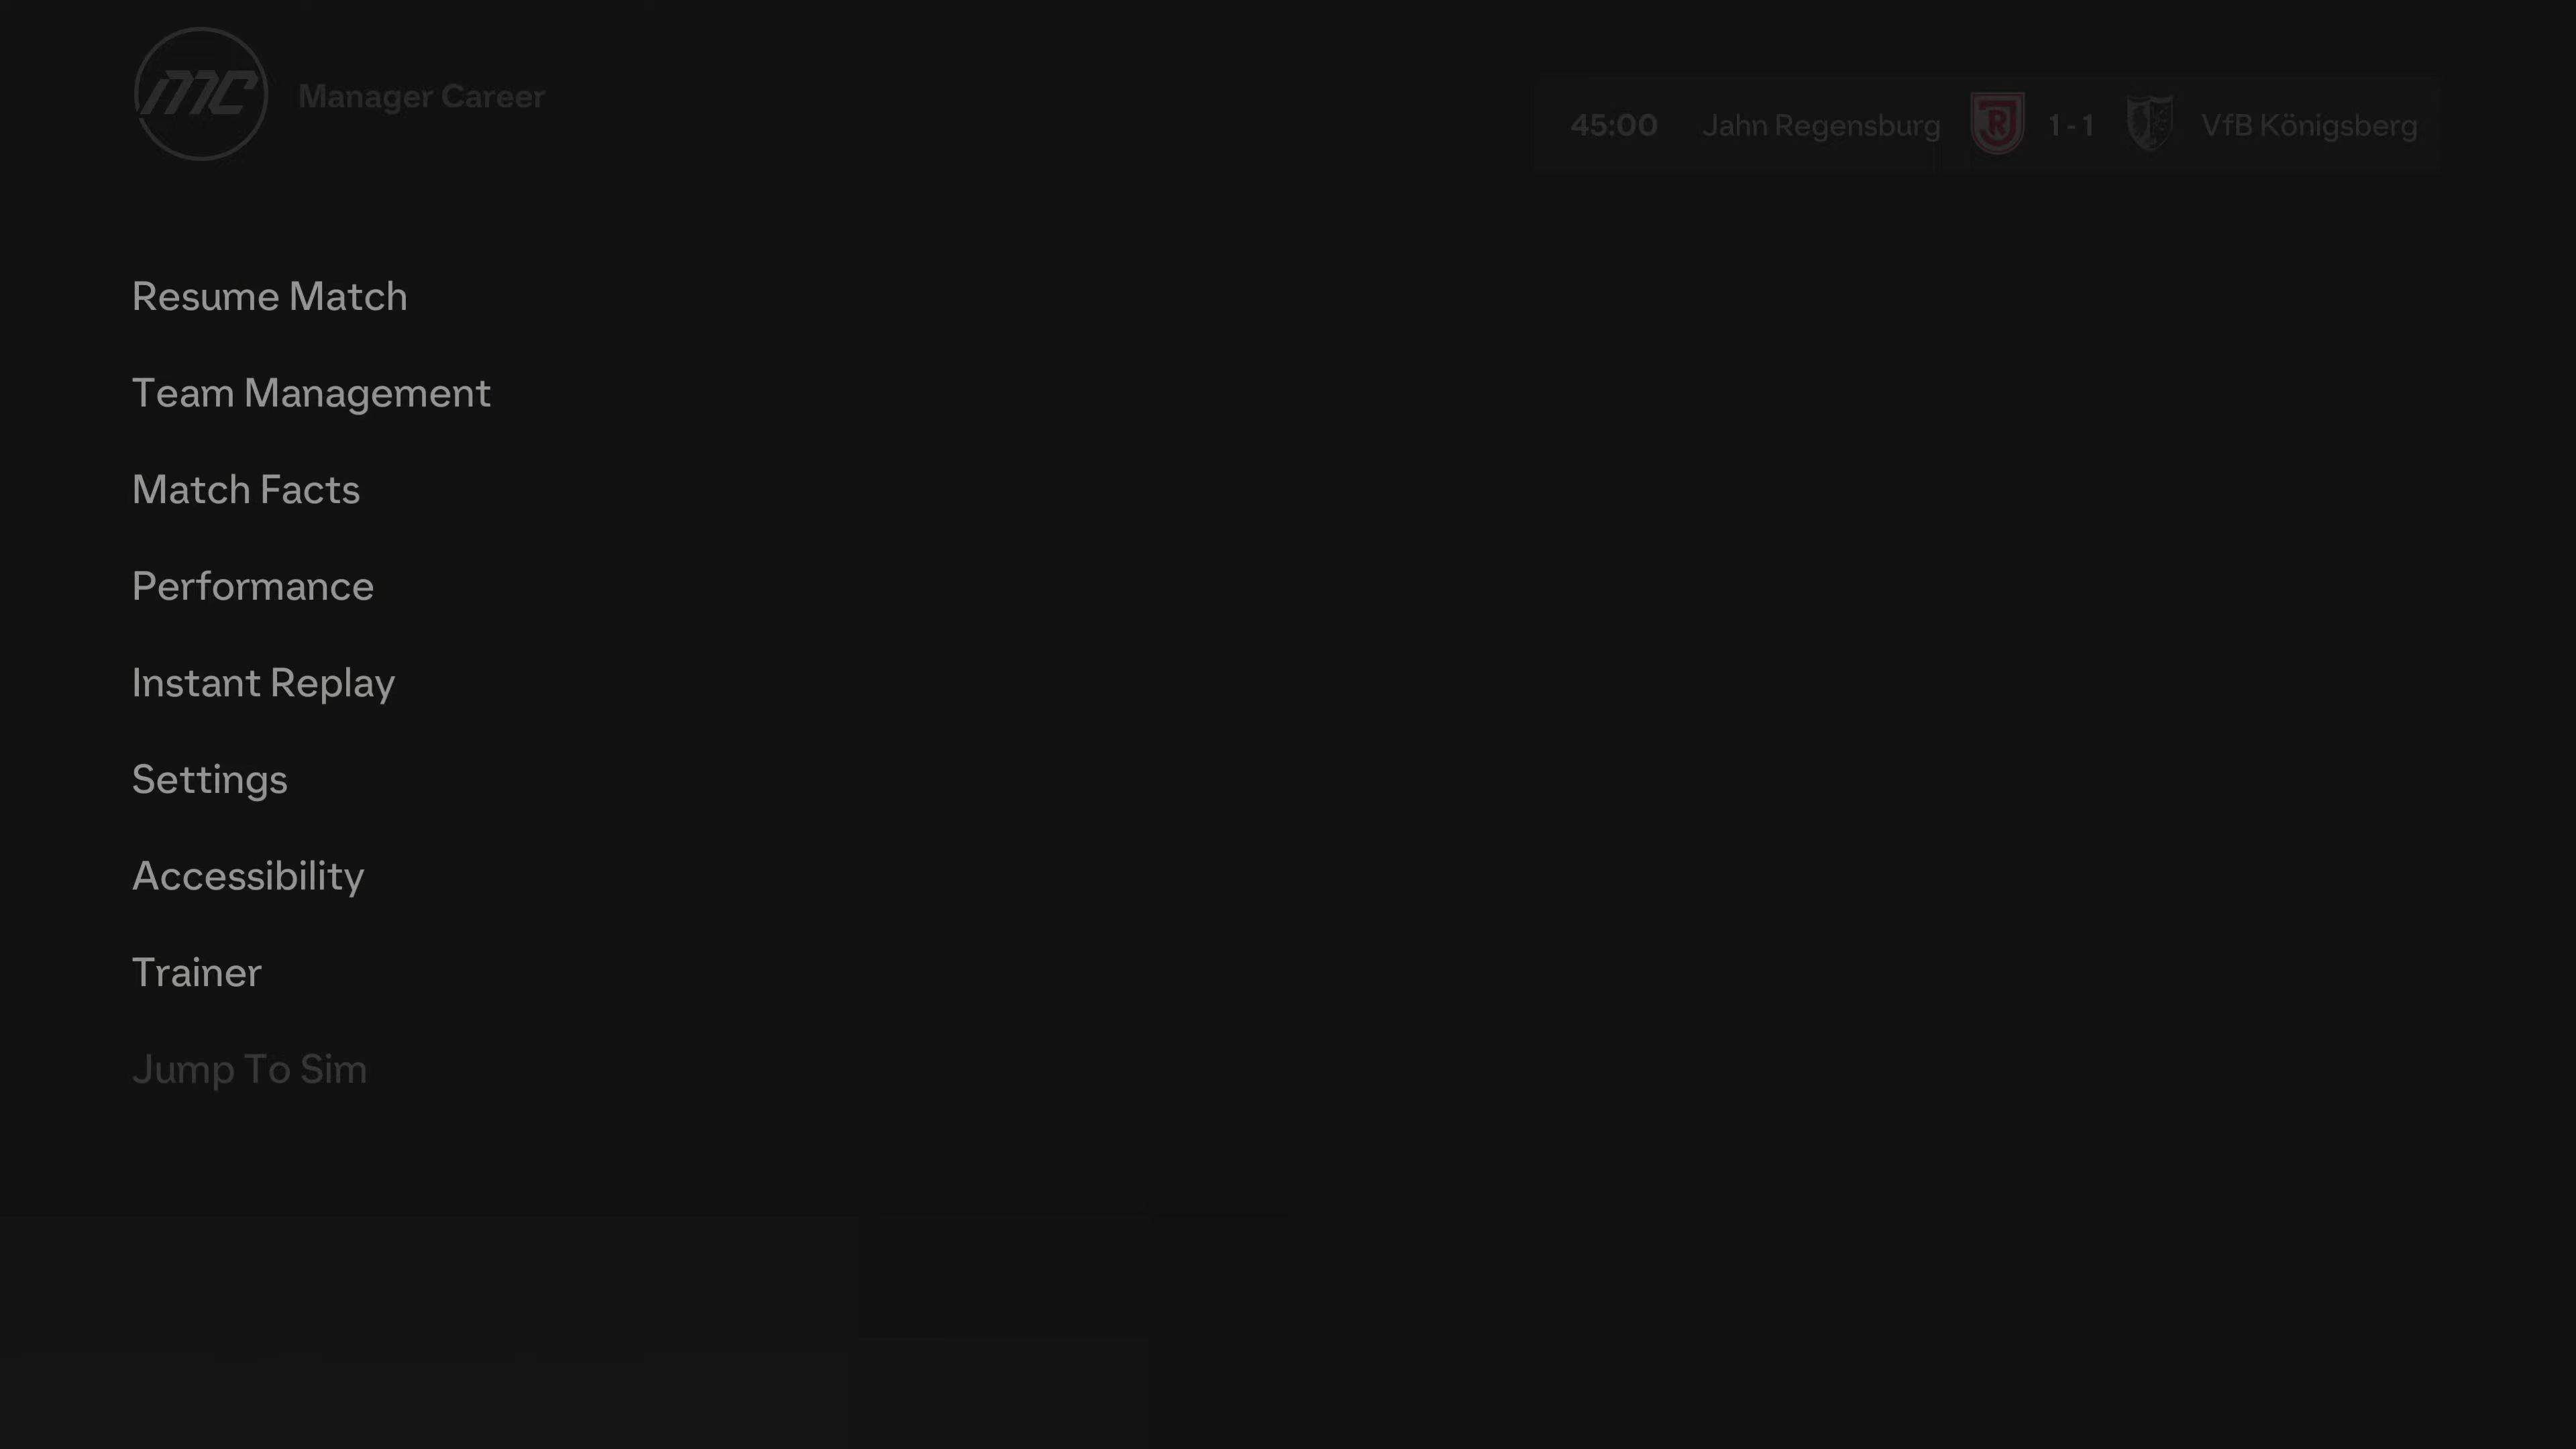 MC
Manager Career
45:00 Jahn Regensburg R 1 - 1 VfB Königsberg
Resume Match
Team Management
Match Facts
Performance
Instant Replay
Settings
Accessibility
Trainer
Jump To Sim